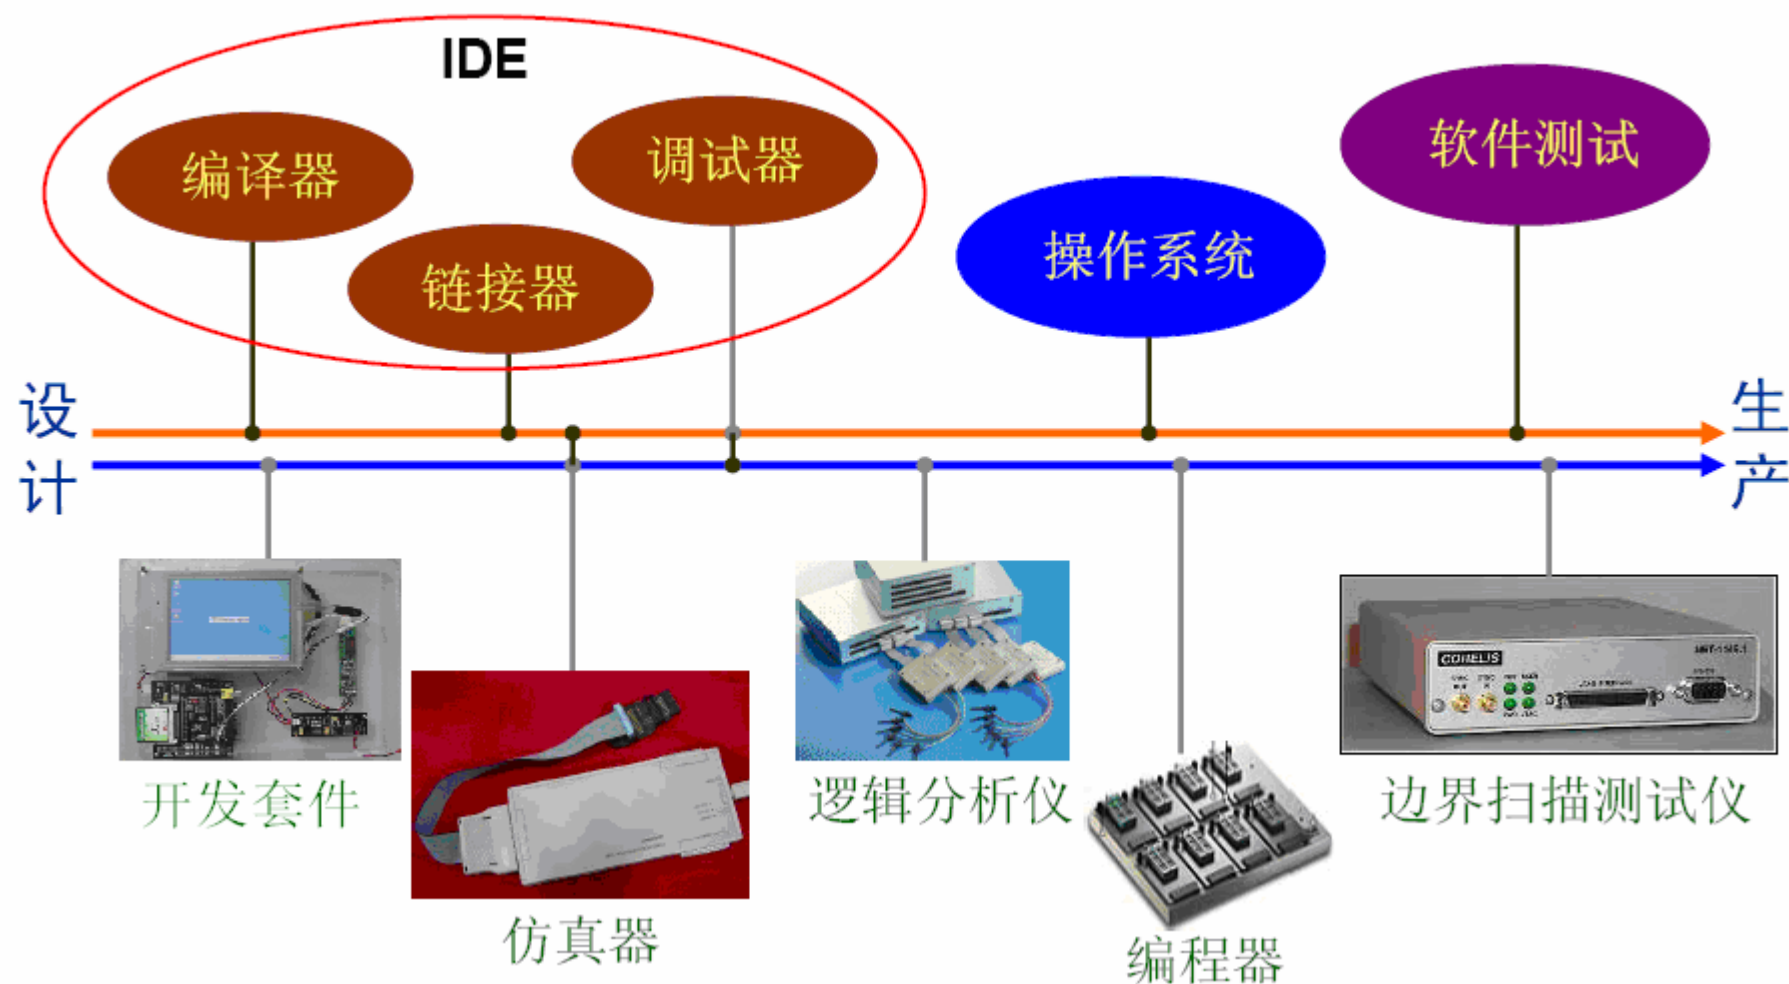 IDE
编译器
调试器
链接器
操作系统
软件测试
设
计
生
产
开发套件
仿真器
逻辑分析仪
编程器
边界扫描测试仪